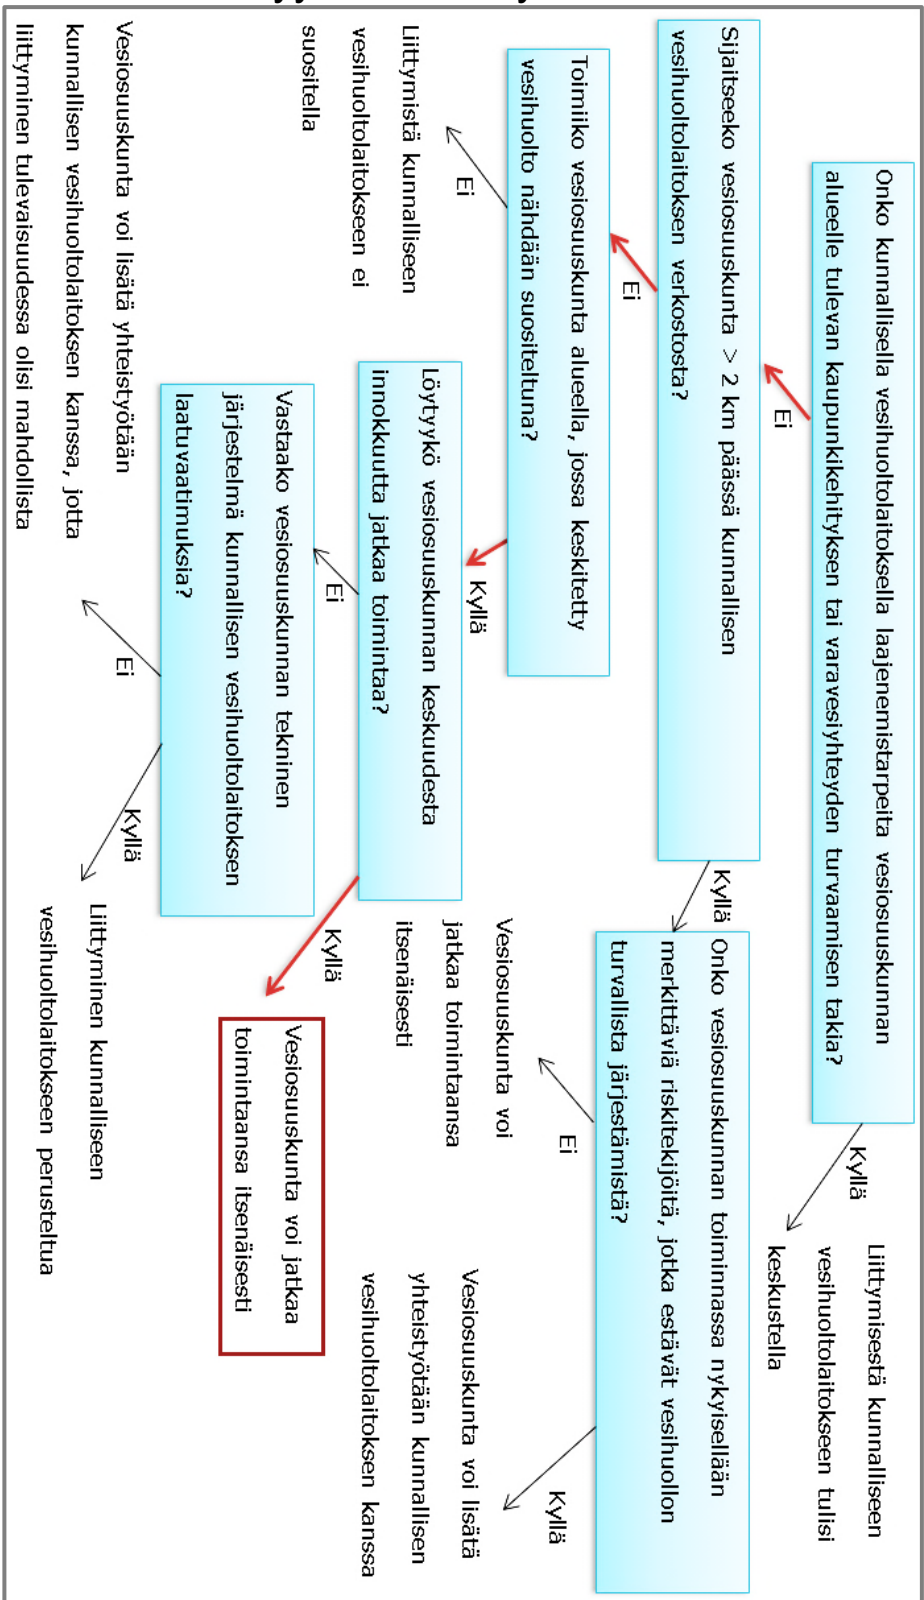 Onko kunnallisella vesihuoltolaitoksella laajenemistarpeita vesiosuuskunnan
alueelle tulevan kaupunkikehityksen tai varavesiyhteyden turvaamisen takia?
Ei
Kyllä
Liittymisestä kunnalliseen
vesihuoltolaitokseen tulisi
keskustella
Sijaitseeko vesiosuuskunta > 2 km päässä kunnallisen
vesihuoltolaitoksen verkostosta?
Ei
Kyllä
Onko vesiosuuskunnan toiminnassa nykyisellään
merkittäviä riskitekijöitä, jotka estävät vesihuollon
turvallista järjestämistä?
Ei
Kyllä
Toimiiko vesiosuuskunta alueella, jossa keskitetty
vesihuolto nähdään suositeltuna?
Ei
Kyllä
Vesiosuuskunta voi
jatkaa toimintaansa
itsenäisesti
Vesiosuuskunta voi lisätä
yhteistyötään kunnallisen
vesihuoltolaitoksen kanssa
Liittymistä kunnalliseen
vesihuoltolaitokseen ei
suositella
Löytyykö vesiosuuskunnan keskuudesta
innokkuutta jatkaa toimintaa?
Ei
Kyllä
Vesiosuuskunta voi jatkaa
toimintaansa itsenäisesti
Vastaako vesiosuuskunnan tekninen
järjestelmä kunnallisen vesihuoltolaitoksen
laatuvaatimuksia?
Ei
Kyllä
Vesiosuuskunta voi lisätä yhteistyötään
kunnallisen vesihuoltolaitoksen kanssa, jotta
liittyminen tulevaisuudessa olisi mahdollista
Liittyminen kunnalliseen
vesihuoltolaitokseen perusteltua